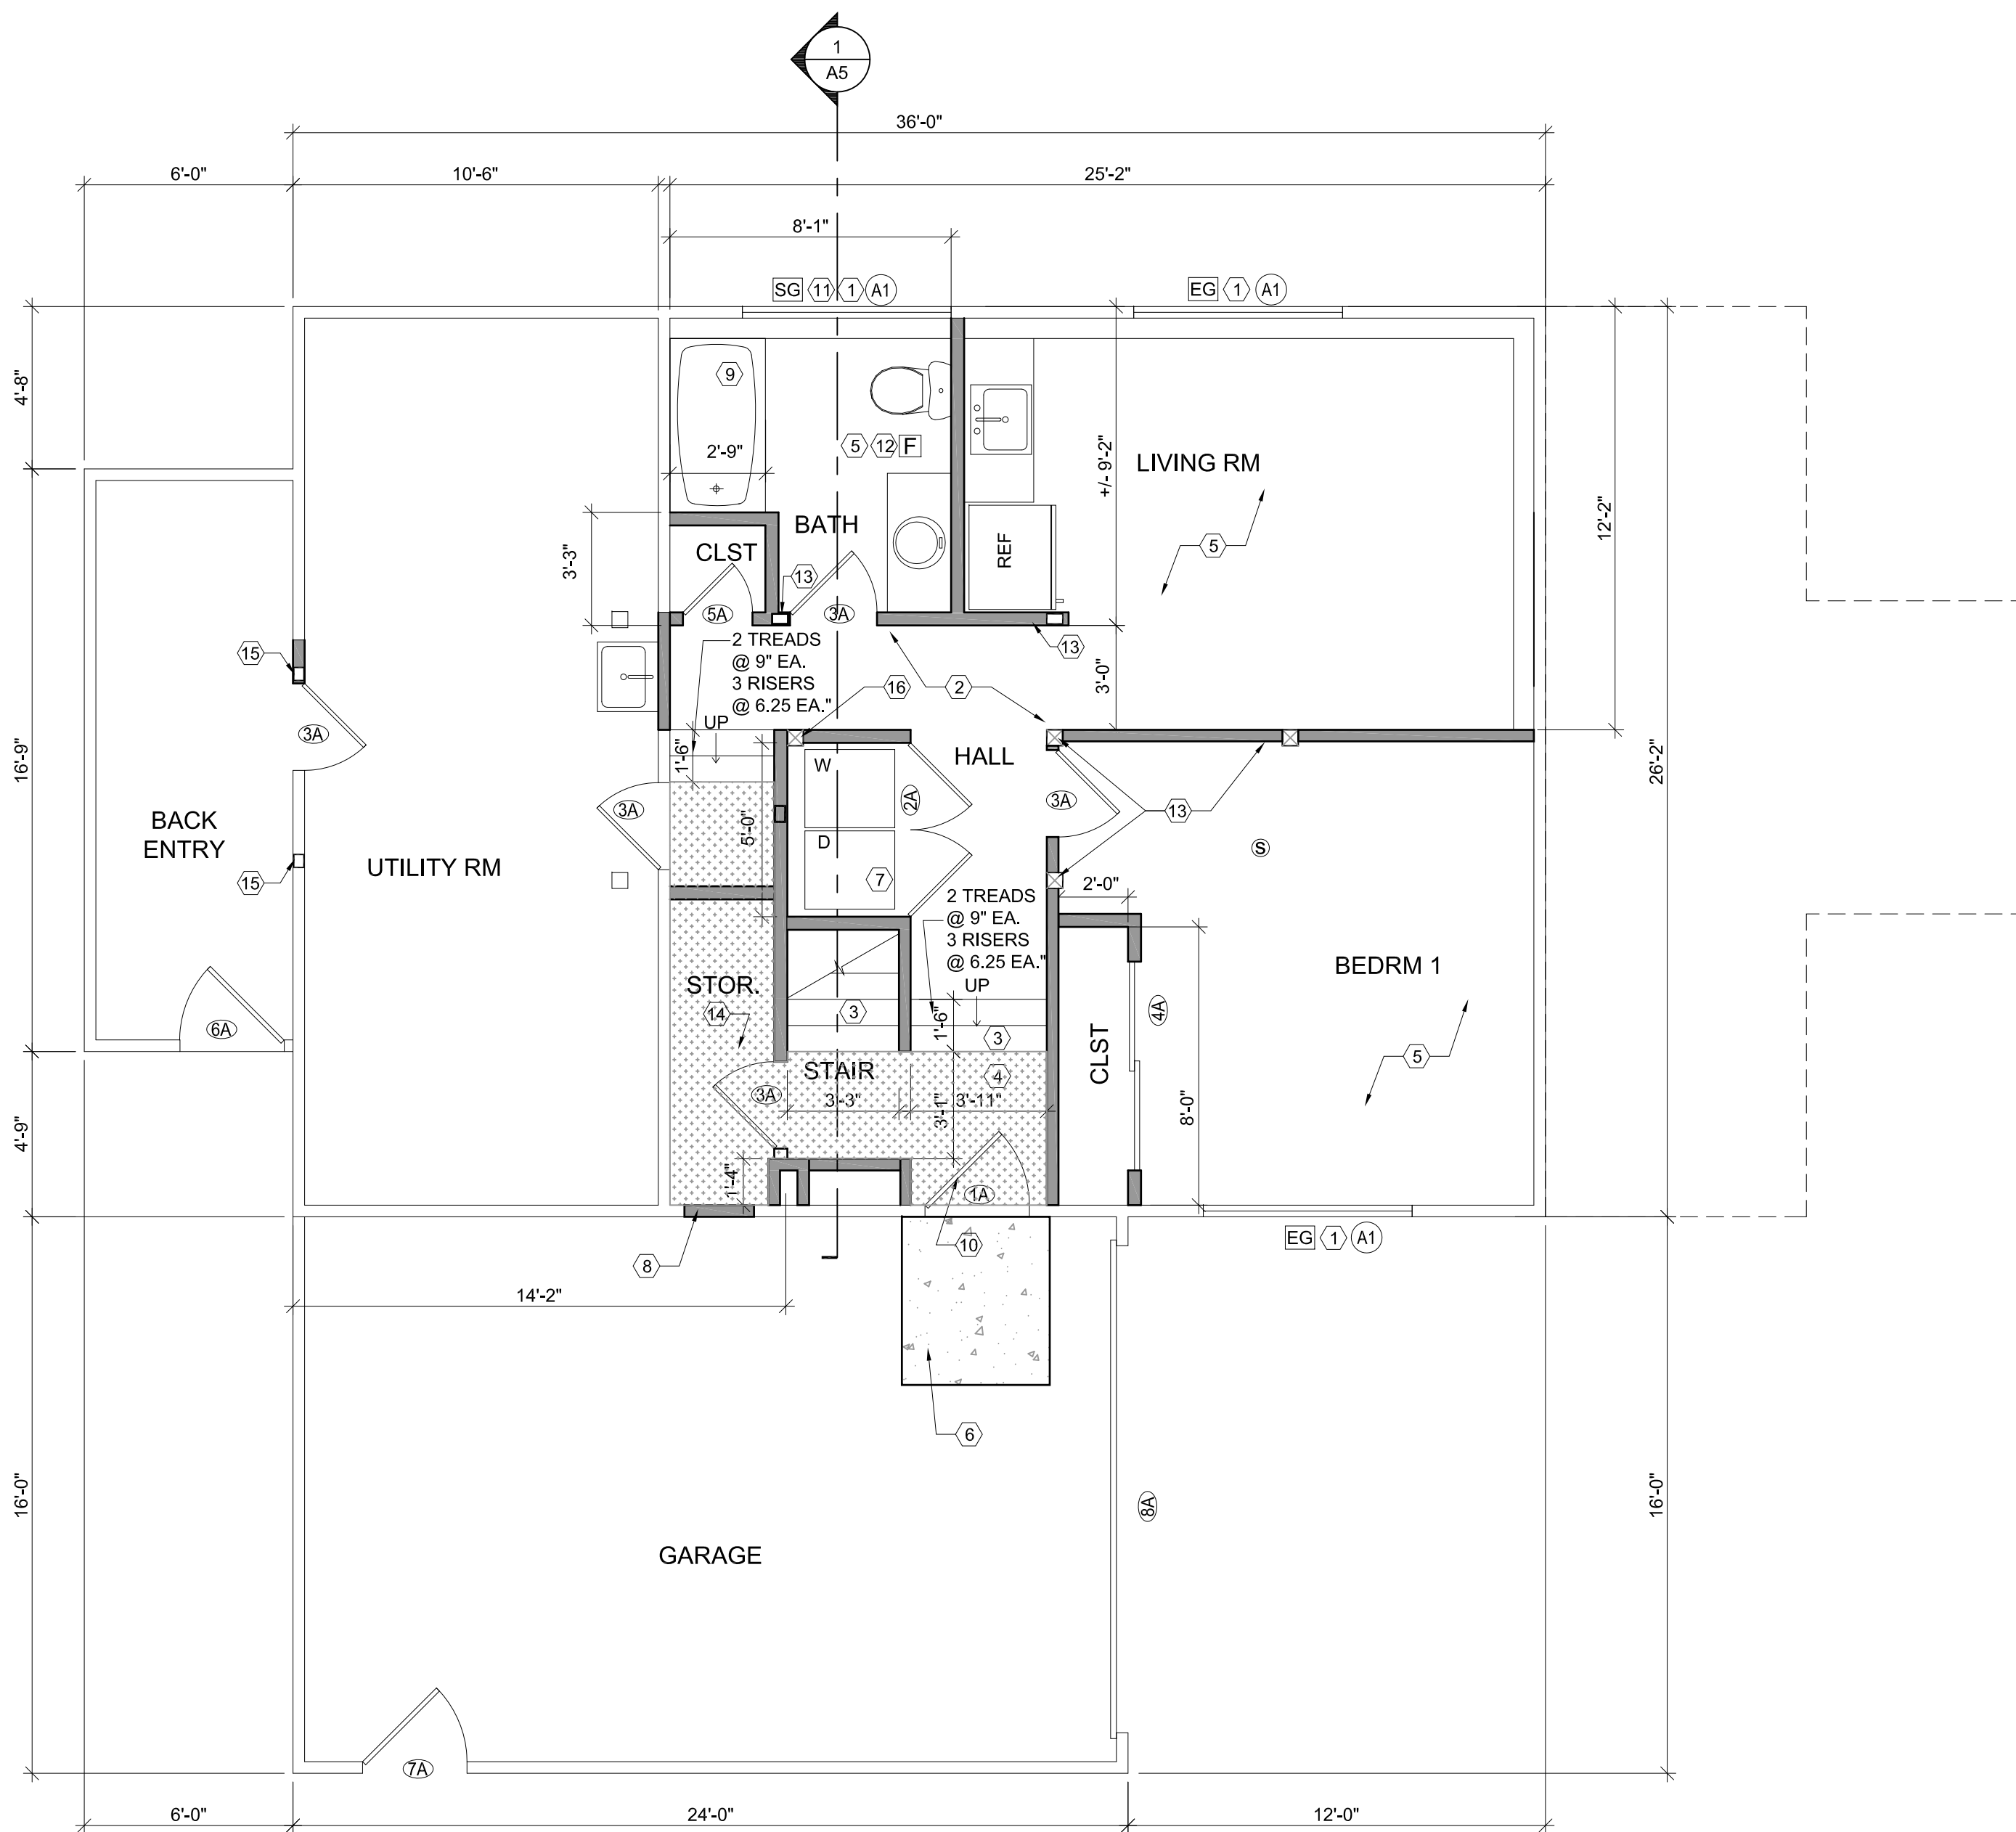 1
A5
36'-0"
6'-0"
10'-6"
25'-2"
8'-1"
SG 11 1 A1
EG 1 A1
4'-8"
9
2'-9"
5 12 F
+/- 9'-2"
LIVING RM
12'-2"
BATH
CLST
REF
5
3'-3"
13
5A
3A
2 TREADS
@ 9" EA.
3 RISERS
@ 6.25 EA."
13
15
3'-0"
16
2
UP
3A
1'-6"
HALL
W
2A
3A
26'-2"
16'-9"
BACK
ENTRY
3A
5'-0"
D
13
S
UTILITY RM
15
7
2'-0"
2 TREADS
@ 9" EA.
3 RISERS
@ 6.25 EA."
BEDRM 1
STOR.
UP
14
3
1'-6"
4A
6A
3
CLST
5
STAIR
4
3A
3'-3"
3'-1"
3'-11"
8'-0"
4'-9"
1'-4"
1A
10
EG 1 A1
8
14'-2"
6
16'-0"
8A
16'-0"
GARAGE
7A
6'-0"
24'-0"
12'-0"